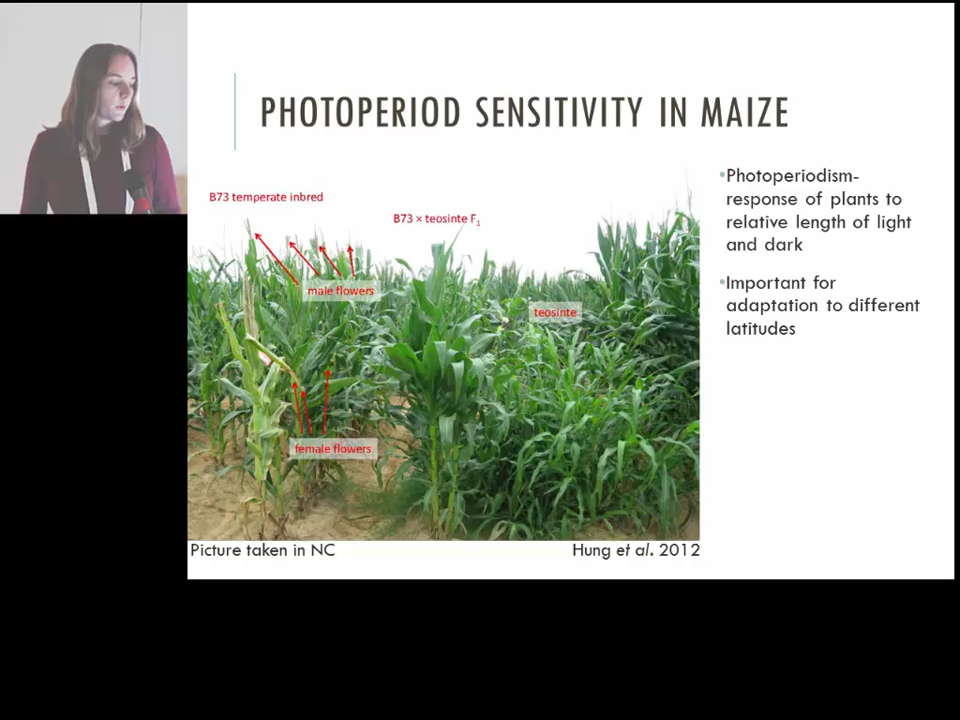 PHOTOPERIOD SENSITIVITY IN MAIZE
B73 temperate inbred
B73 × teosinte F1
male flowers
teosinte
female flowers
Picture taken in NC
Hung et al. 2012
•Photoperiodism-
response of plants to
relative length of light
and dark
•Important for
adaptation to different
latitudes